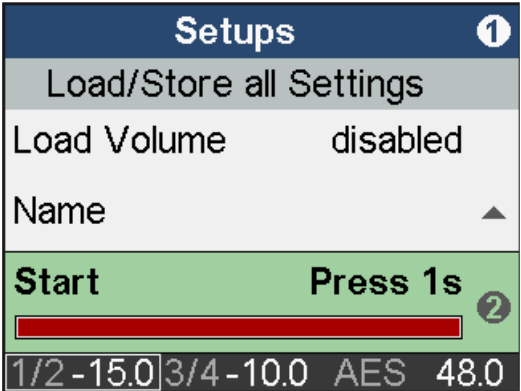 Setups 1
Load/Store all Settings
Load Volume disabled
Name
Start Press 1s
2
1/2 -15.0 3/4 -10.0 AES 48.0